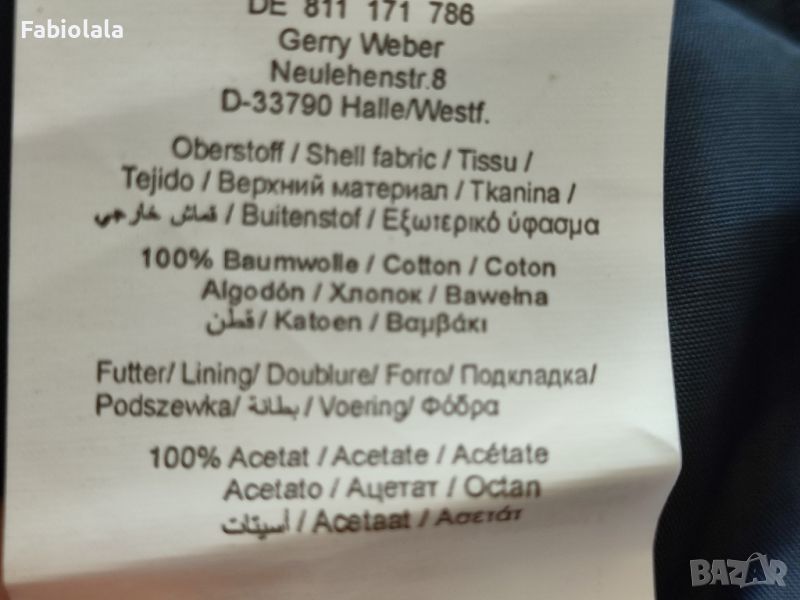 Fabiolala
DE 811 171 786
Gerry Weber
Neulehenstr.8
D-33790 Halle/Westf.
Oberstoff / Shell fabric / Tissu /
Tejido / Верхний материал / Tkanina /
قماش خارجي / Buitenstof / Εξωτερικό ύφασμα
100% Baumwolle / Cotton / Coton
Algodón / Хлопок / Bawełna
قطن / Katoen / Βαμβάκι
Futter/ Lining/ Doublure/ Forro/ Подкладка/
Podszewka/ بطانة / Voering/ Φόδρα
100% Acetat / Acetate / Acétate
Acetato / Ацетат / Octan
أسيتات / Acetaat / Ασετάτ
BAZAR